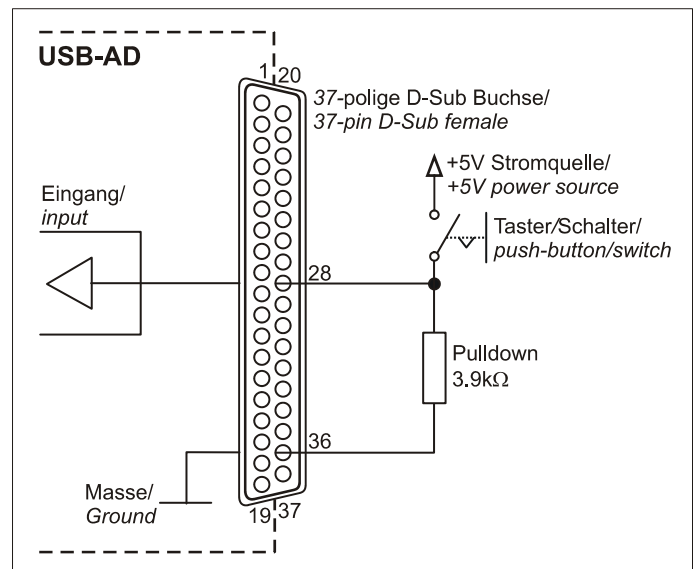 USB-AD
1 20
37-polige D-Sub Buchse/
37-pin D-Sub female
+5V Stromquelle/
+5V power source
Eingang/
input
Taster/Schalter/
push-button/switch
28
Pulldown
3.9kΩ
36
Masse/
Ground
19 37